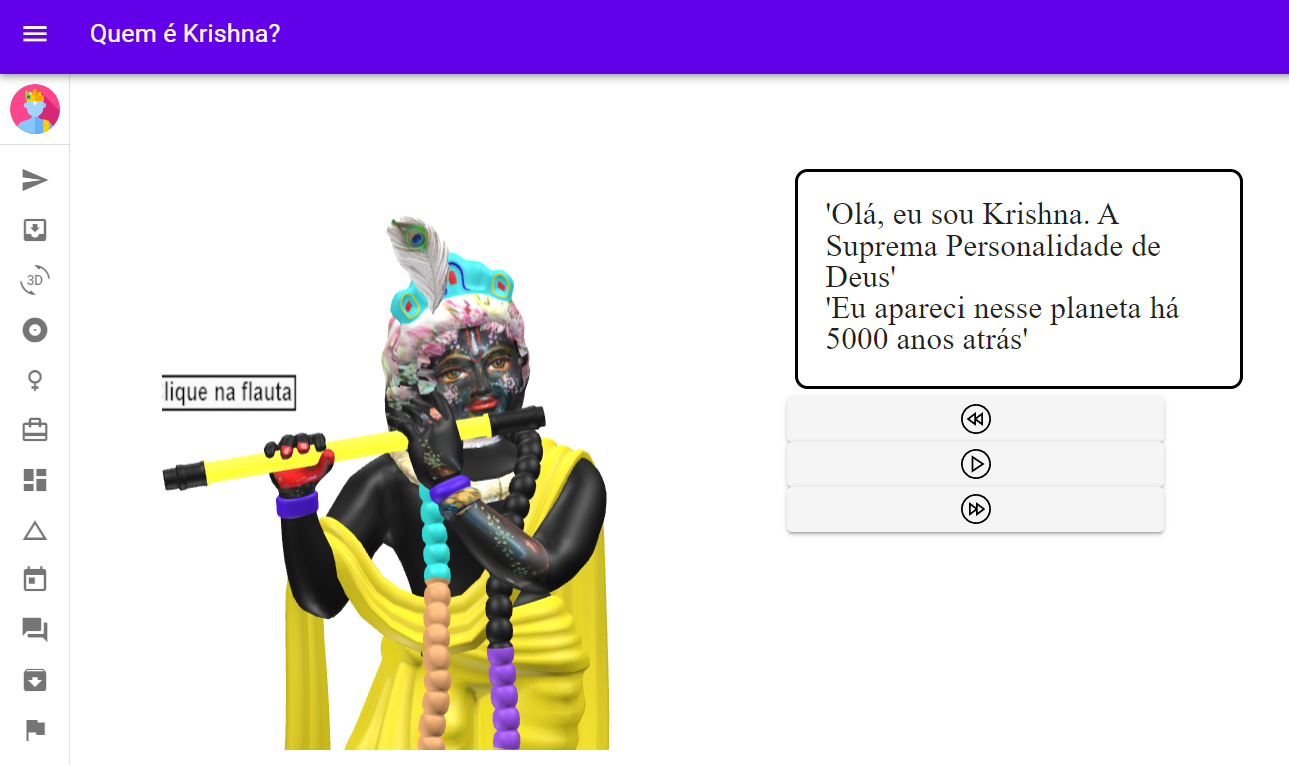 Quem é Krishna?
3D
'Olá, eu sou Krishna. A
Suprema Personalidade de
Deus'
'Eu apareci nesse planeta há
5000 anos atrás'
lique na flauta